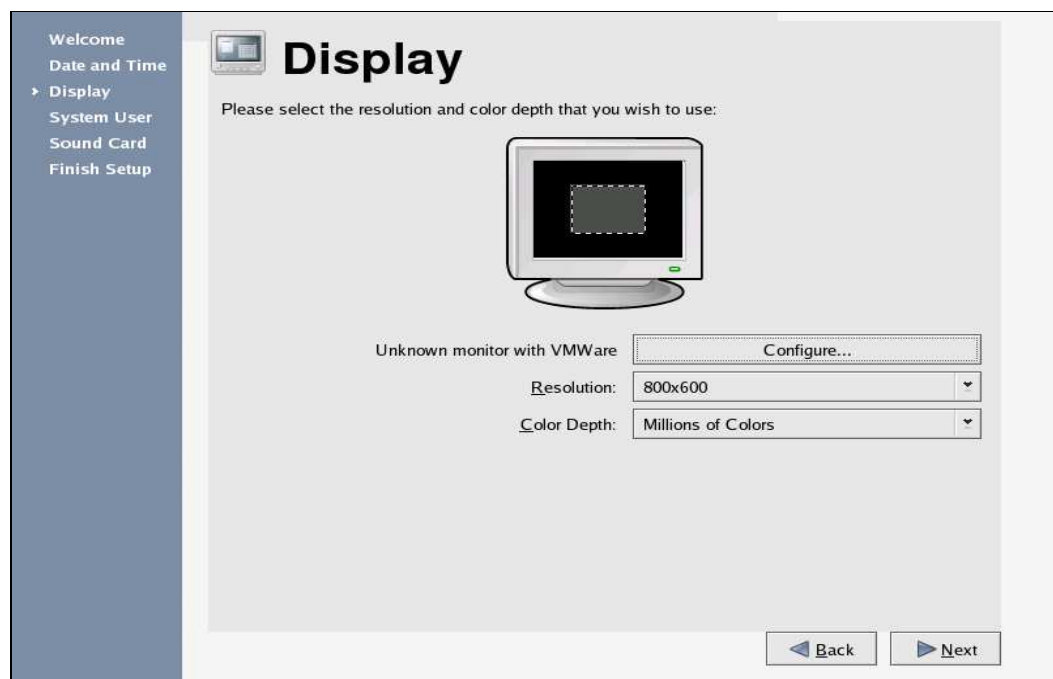 Welcome
Date and Time
Display
System User
Sound Card
Finish Setup
Display
Please select the resolution and color depth that you wish to use:
Unknown monitor with VMWare
Configure...
Resolution:
800x600
Color Depth:
Millions of Colors
Back
Next